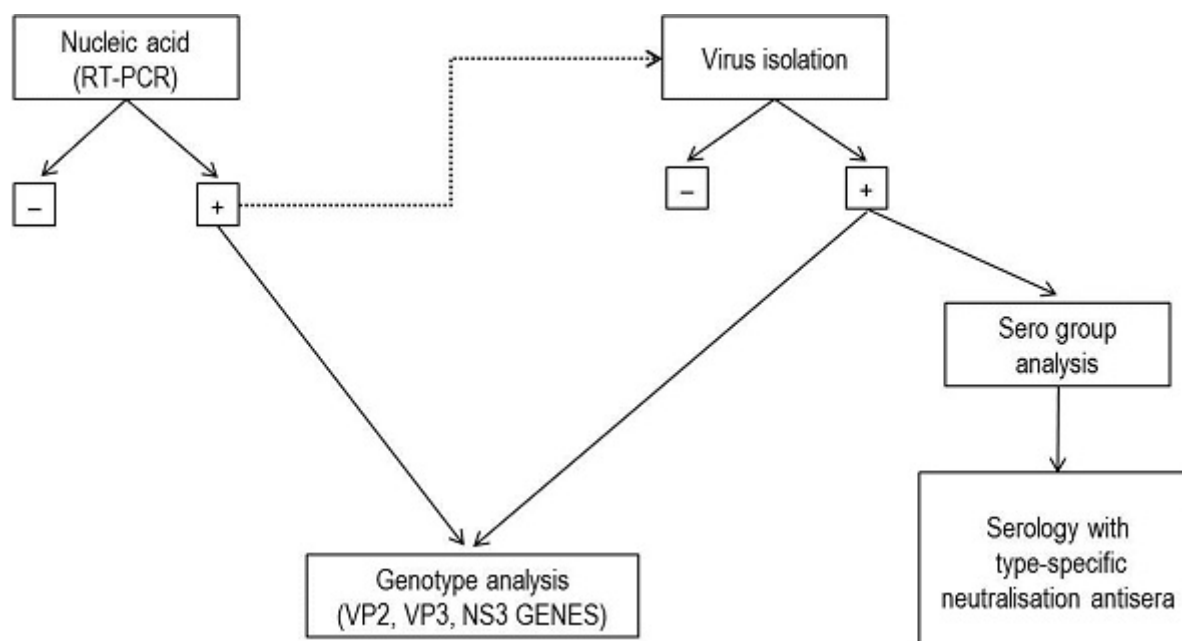 Nucleic acid
(RT-PCR)
Virus isolation
–
+
–
+
Sero group
analysis
Serology with
type-specific
neutralisation antisera
Genotype analysis
(VP2, VP3, NS3 GENES)